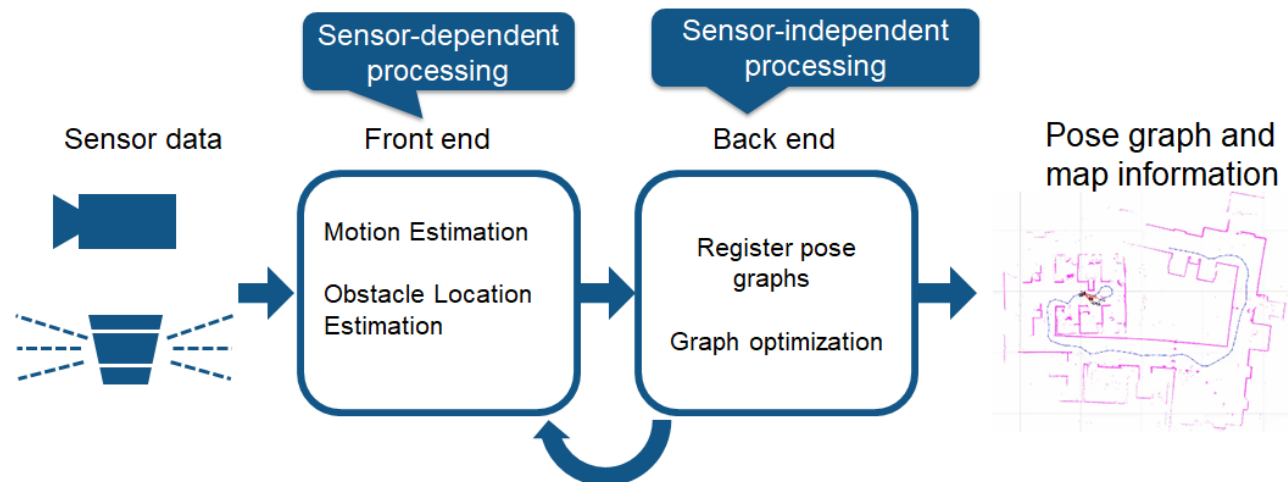 Sensor-dependent
processing
Sensor-independent
processing
Sensor data
Front end
Back end
Pose graph and
map information
Motion Estimation
Obstacle Location
Estimation
Register pose
graphs
Graph optimization